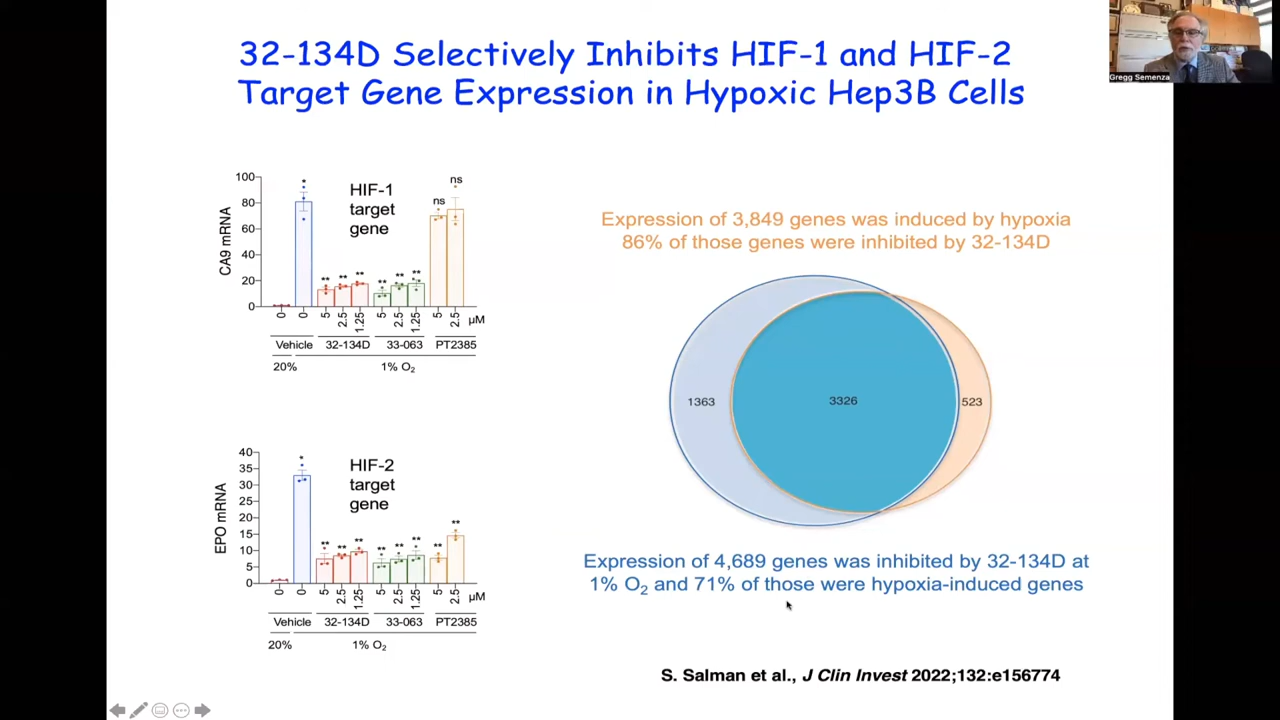 32-134D Selectively Inhibits HIF-1 and HIF-2
Target Gene Expression in Hypoxic Hep3B Cells
Gregg Semenza
CA9 mRNA
100
80
60
40
20
0
HIF-1
target
gene
*
**
**
**
**
**
**
ns
ns
0
0
5
2.5
1.25
5
2.5
1.25
5
2.5
µM
Vehicle
32-134D
33-063
PT2385
20%
1% O₂
EPO mRNA
40
35
30
25
20
15
10
5
0
HIF-2
target
gene
*
**
**
**
**
**
**
**
**
0
0
5
2.5
1.25
5
2.5
1.25
5
2.5
µM
Vehicle
32-134D
33-063
PT2385
20%
1% O₂
Expression of 3,849 genes was induced by hypoxia
86% of those genes were inhibited by 32-134D
1363
3326
523
Expression of 4,689 genes was inhibited by 32-134D at
1% O₂ and 71% of those were hypoxia-induced genes
S. Salman et al., J Clin Invest 2022;132:e156774